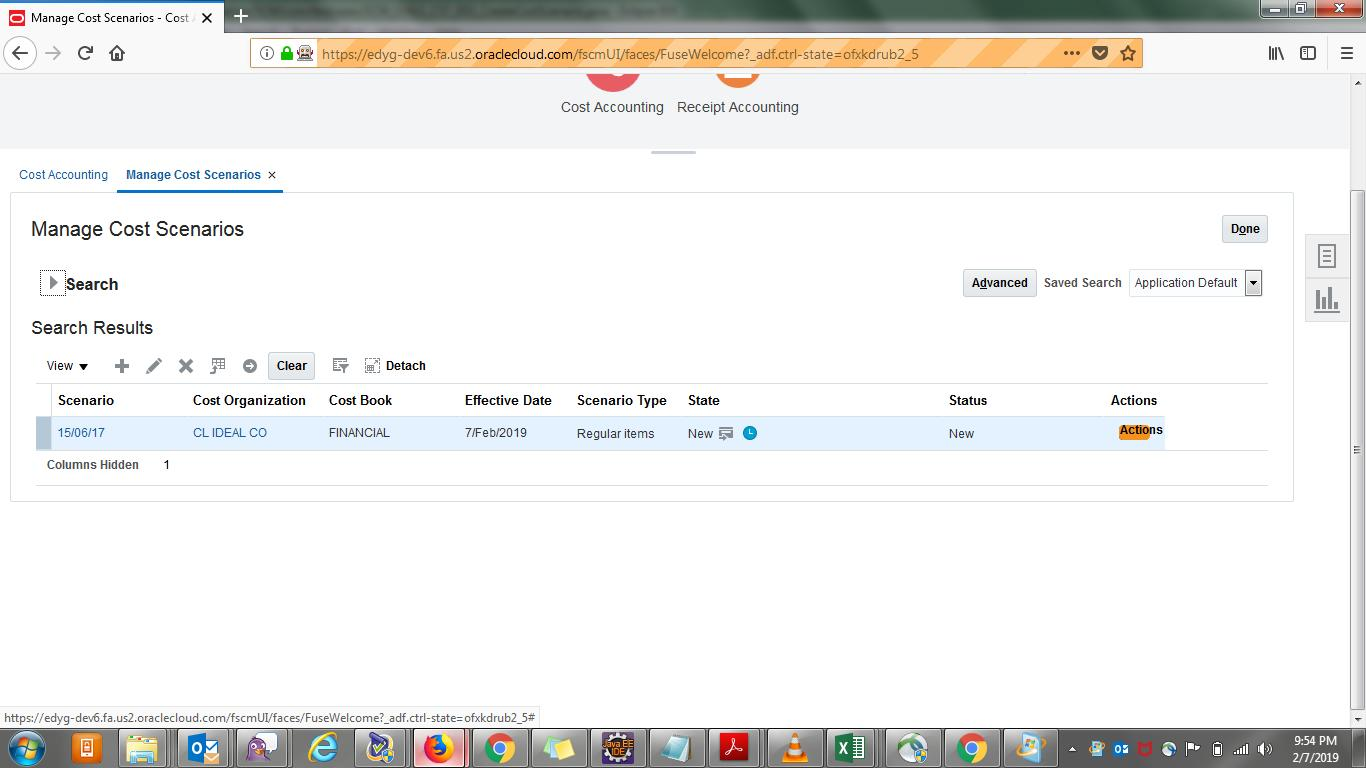 Manage Cost Scenarios - Cost A
https://edyg-dev6.fa.us2.oraclecloud.com/fscmUI/faces/FuseWelcome?_adf.ctrl-state=ofxkdrub2_5
Cost Accounting Receipt Accounting
Cost Accounting Manage Cost Scenarios
Manage Cost Scenarios Done
Search Advanced Saved Search Application Default
Search Results
View Clear Detach
Scenario Cost Organization Cost Book Effective Date Scenario Type State Status Actions
15/06/17 CL IDEAL CO FINANCIAL 7/Feb/2019 Regular items New New Actions
Columns Hidden 1
https://edyg-dev6.fa.us2.oraclecloud.com/fscmUI/faces/FuseWelcome?_adf.ctrl-state=ofxkdrub2_5#
Java EE
IDE
9:54 PM
2/7/2019